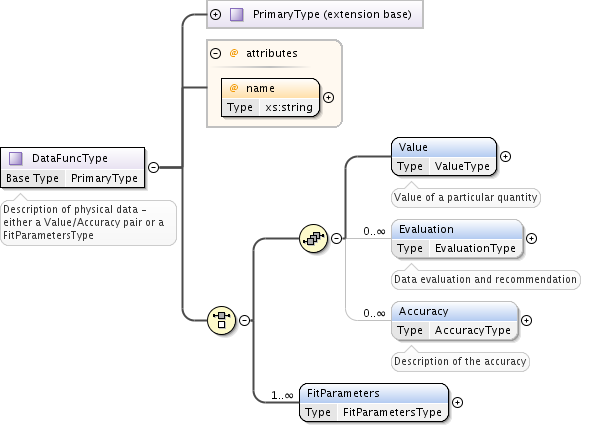 PrimaryType (extension base)
@ attributes
@ name
Type xs:string
DataFuncType
Base Type PrimaryType
Description of physical data –
either a Value/Accuracy pair or a
FitParametersType
Value
Type ValueType
Value of a particular quantity
0..∞
Evaluation
Type EvaluationType
Data evaluation and recommendation
0..∞
Accuracy
Type AccuracyType
Description of the accuracy
1..∞
FitParameters
Type FitParametersType